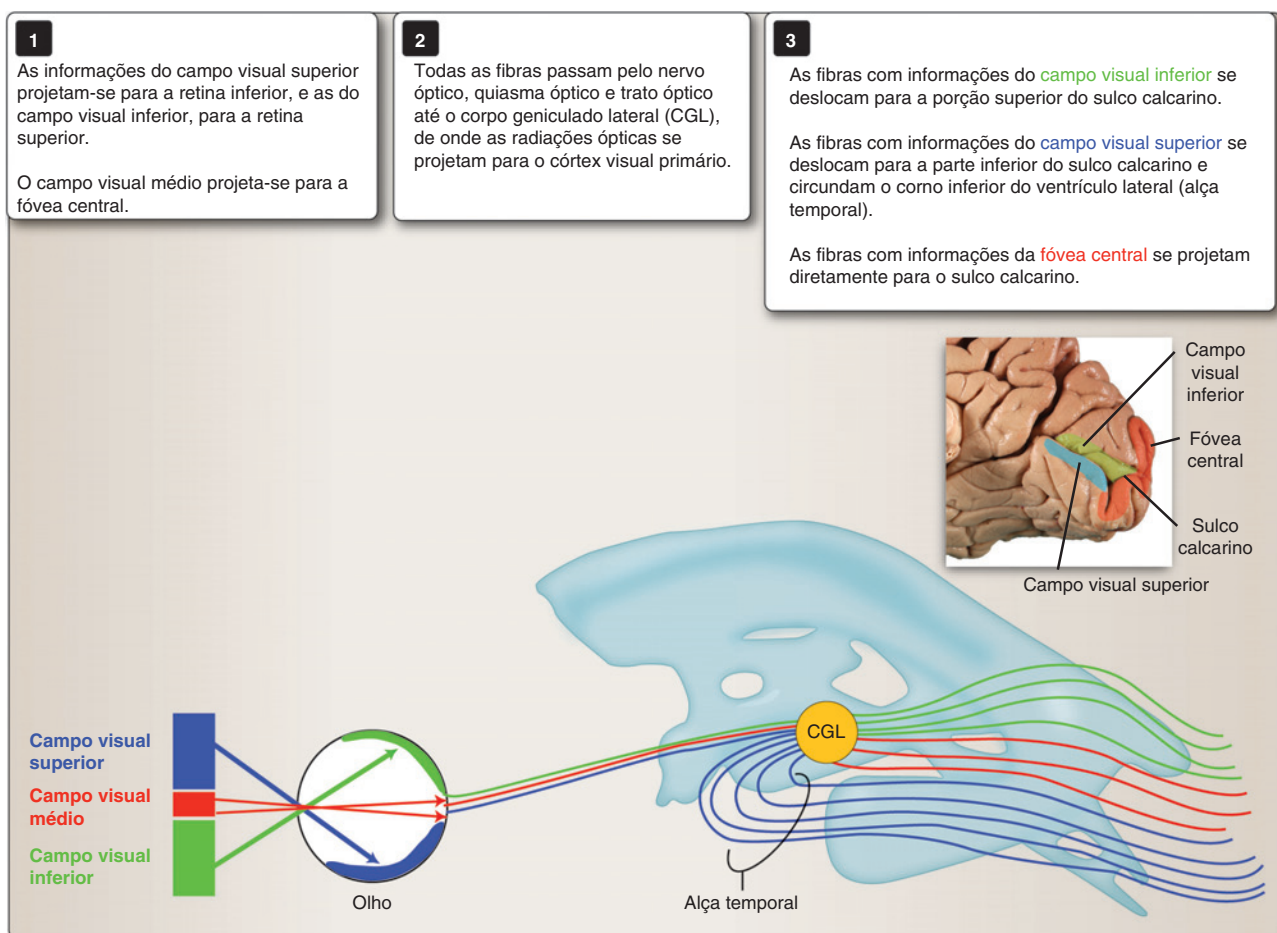 1
As informações do campo visual superior
projetam-se para a retina inferior, e as do
campo visual inferior, para a retina
superior.
O campo visual médio projeta-se para a
fóvea central.
2
Todas as fibras passam pelo nervo
óptico, quiasma óptico e trato óptico
até o corpo geniculado lateral (CGL),
de onde as radiações ópticas se
projetam para o córtex visual primário.
3
As fibras com informações do campo visual inferior se
deslocam para a porção superior do sulco calcarino.
As fibras com informações do campo visual superior se
deslocam para a parte inferior do sulco calcarino e
circundam o corno inferior do ventrículo lateral (alça
temporal).
As fibras com informações da fóvea central se projetam
diretamente para o sulco calcarino.
Campo
visual
inferior
Fóvea
central
Sulco
calcarino
Campo visual superior
CGL
Campo visual
superior
Campo visual
médio
Campo visual
inferior
Olho
Alça temporal